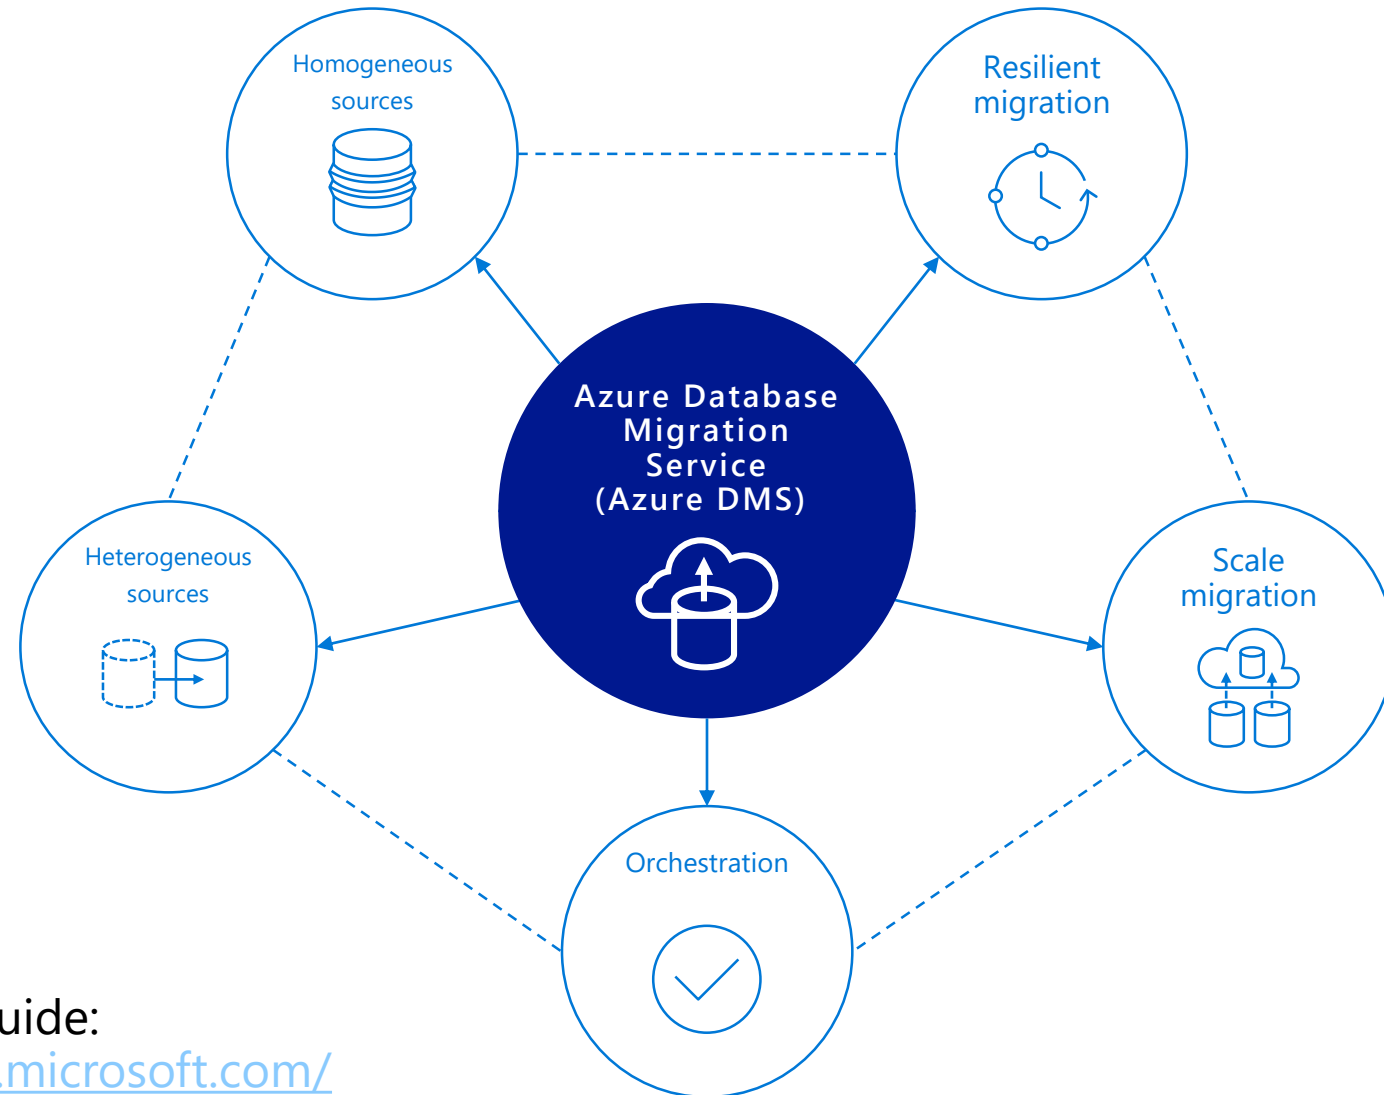 Homogeneous
sources
Resilient
migration
Azure Database
Migration
Service
(Azure DMS)
Heterogeneous
sources
Scale
migration
Orchestration
uide:
.microsoft.com/